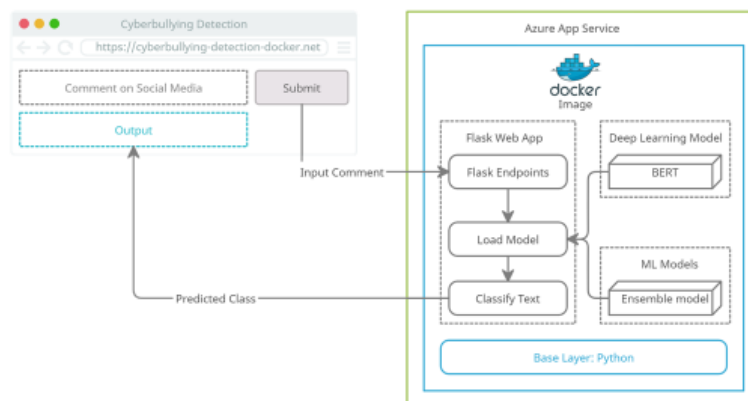 Cyberbullying Detection
https://cyberbullying-detection-docker.net
Comment on Social Media
Submit
Output
Input Comment
Predicted Class
Azure App Service
docker
Image
Flask Web App
Flask Endpoints
Load Model
Classify Text
Deep Learning Model
BERT
ML Models
Ensemble model
Base Layer: Python